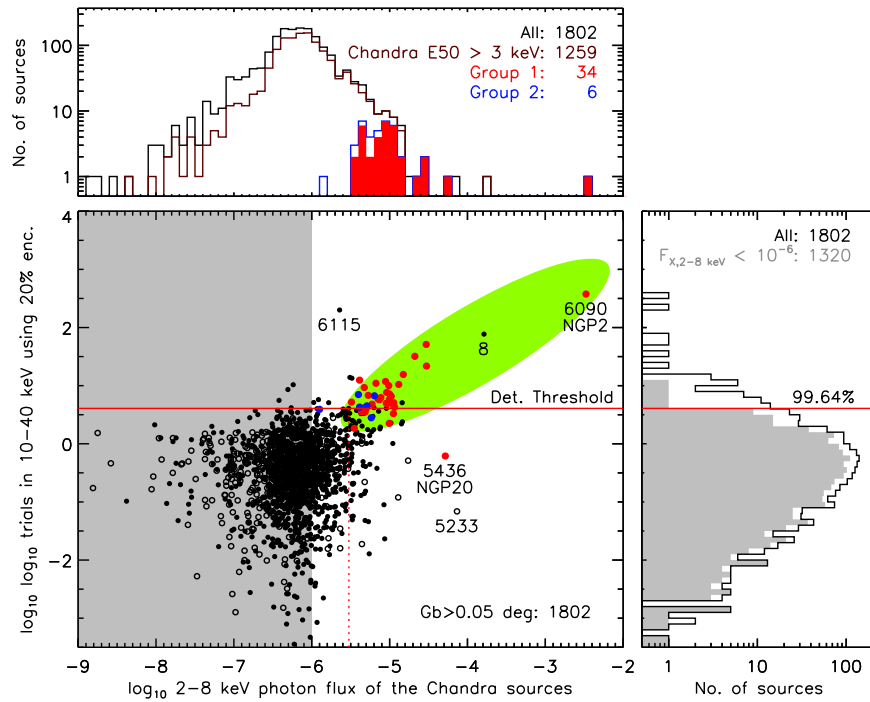 No. of sources
100
10
1
All: 1802
Chandra E50 > 3 keV: 1259
Group 1: 34
Group 2: 6
log₁₀ log₁₀ trials in 10−40 keV using 20% enc.
4
2
0
−2
6115
6090
NGP2
8
Det. Threshold
5436
NGP20
5233
Gb>0.05 deg: 1802
−9 −8 −7 −6 −5 −4 −3 −2
log₁₀ 2−8 keV photon flux of the Chandra sources
All: 1802
F_X,2−8 keV < 10⁻⁶: 1320
99.64%
1 10 100
No. of sources